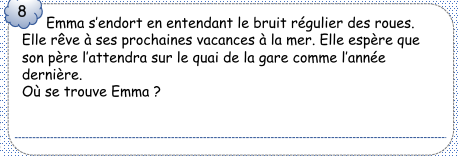 8
Emma s'endort en entendant le bruit régulier des roues.
Elle rêve à ses prochaines vacances à la mer. Elle espère que
son père l'attendra sur le quai de la gare comme l'année
dernière.
Où se trouve Emma ?